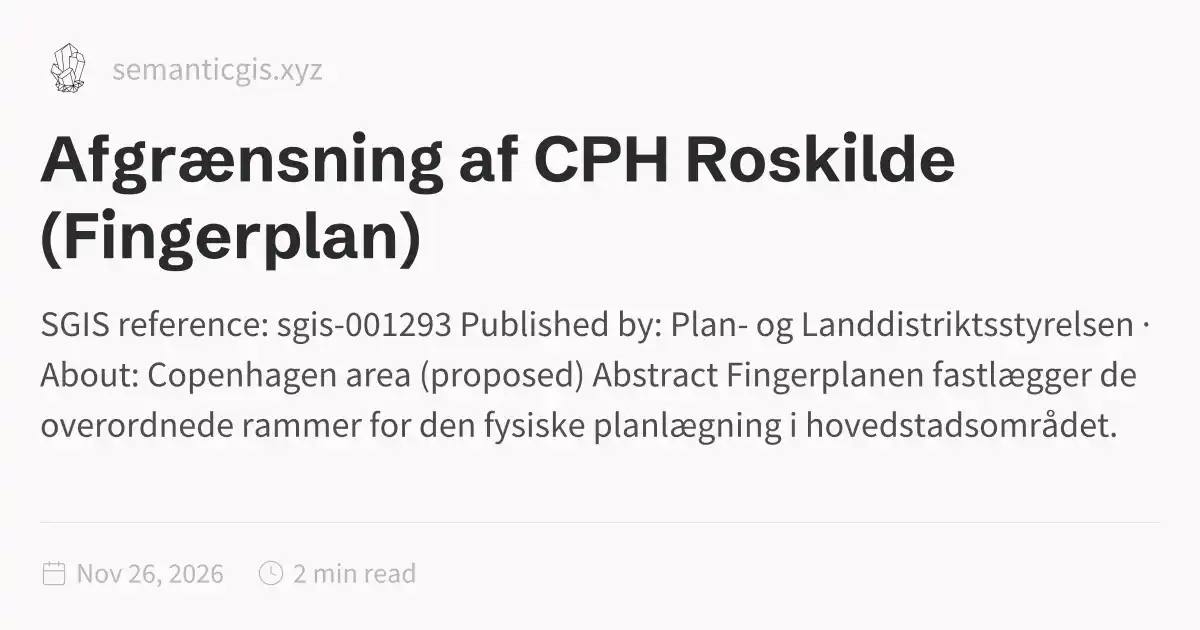 semanticgis.xyz
Afgrænsning af CPH Roskilde
(Fingerplan)
SGIS reference: sgis-001293 Published by: Plan- og Landdistriktsstyrelsen ·
About: Copenhagen area (proposed) Abstract Fingerplanen fastlægger de
overordnede rammer for den fysiske planlægning i hovedstadsområdet.
Nov 26, 2026 2 min read